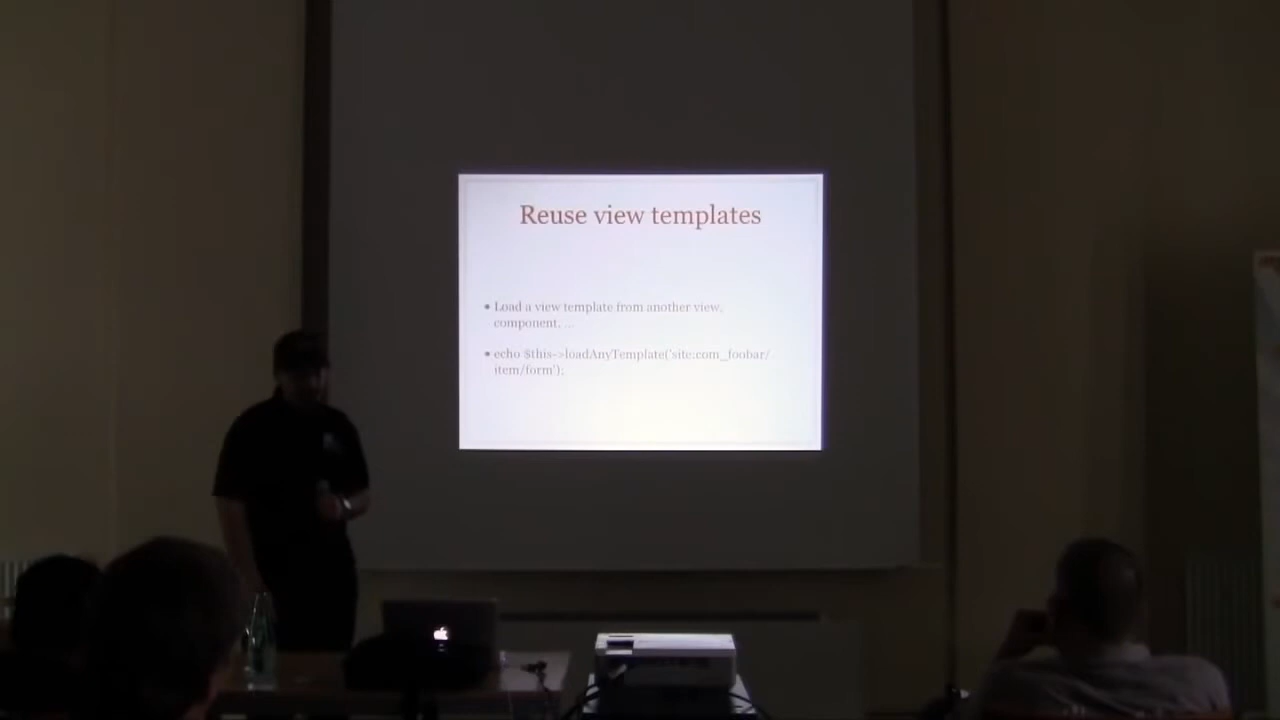 Reuse view templates
• Load a view template from another view,
component, ...
• echo $this->loadAnyTemplate('site:com_foobar/
item/form');